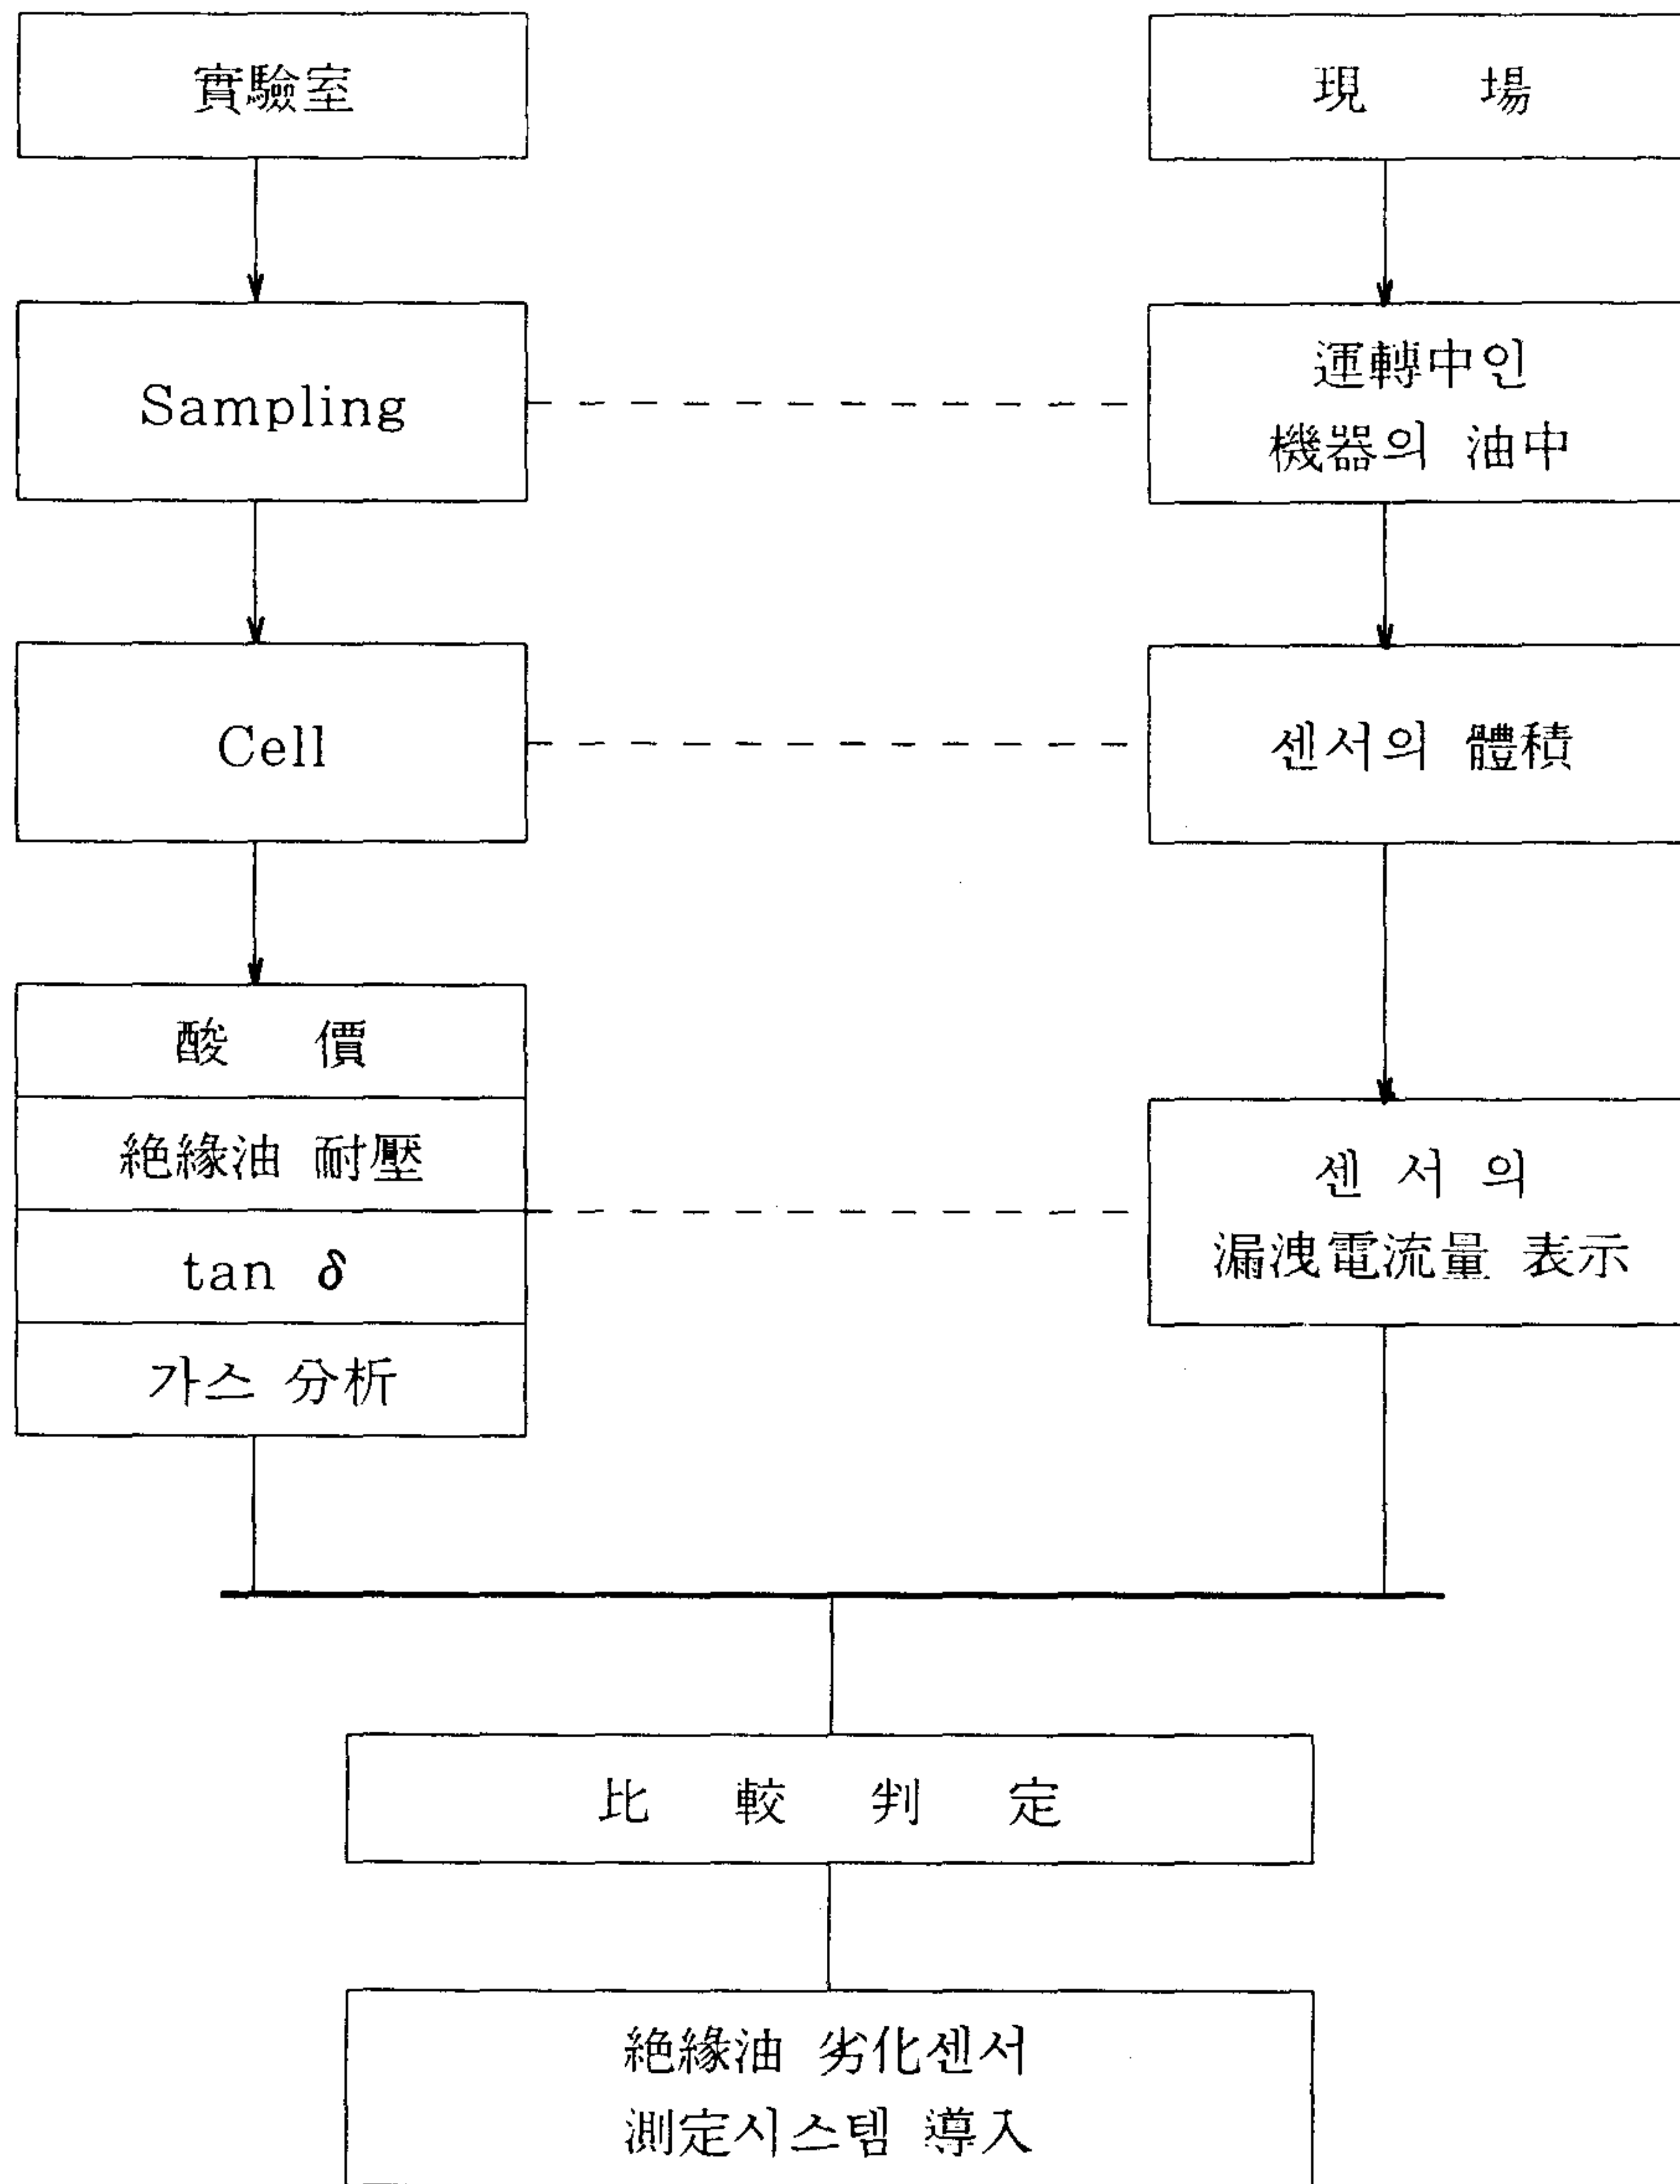 實驗室
現 場
Sampling
運轉中인
機器의 油中
Cell
센서의 體積
酸 價
絶緣油 耐壓
tan δ
가스 分析
센 서 의
漏洩電流量 表示
比 較 判 定
絶緣油 劣化센서
測定시스템 導入